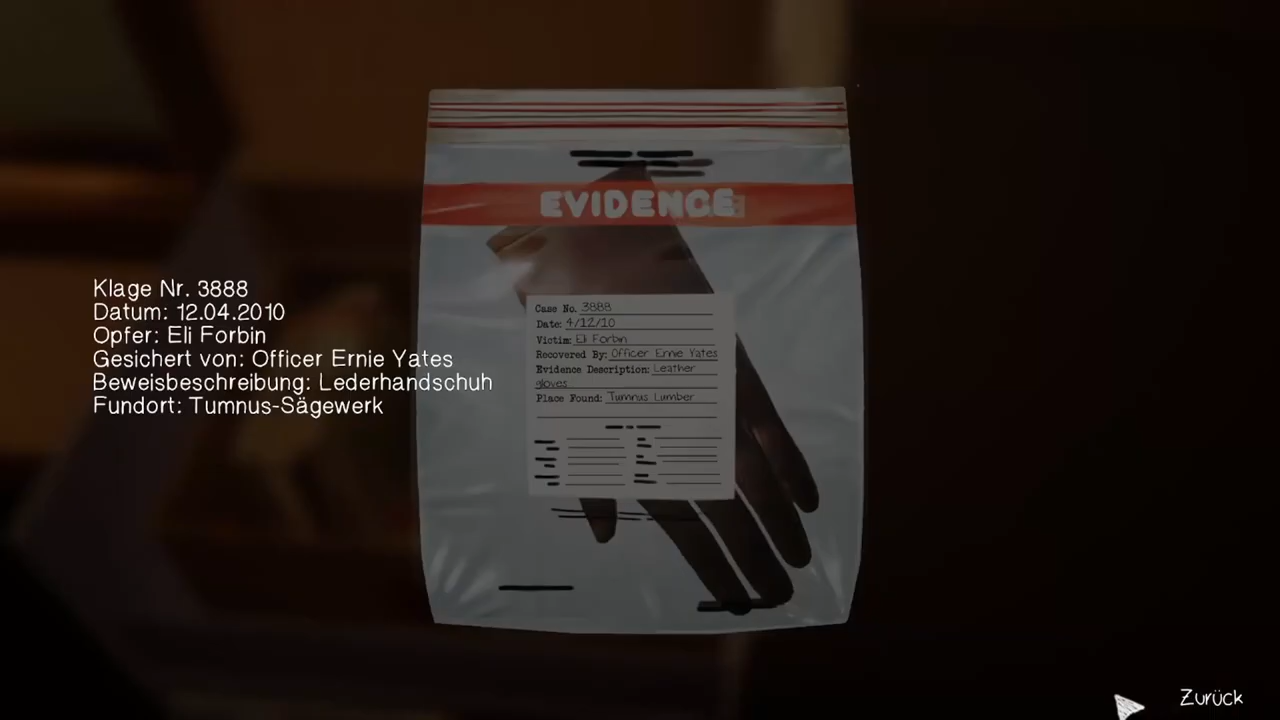 EVIDENCE
Klage Nr. 3888
Datum: 12.04.2010
Opfer: Eli Forbin
Gesichert von: Officer Ernie Yates
Beweisbeschreibung: Lederhandschuh
Fundort: Tumnus-Sägewerk
Case No. 3888
Date: 4/12/10
Victim: Eli Forbin
Recovered By: Officer Ernie Yates
Evidence Description: Leather
gloves
Place Found: Tumnus Lumber
Zurück